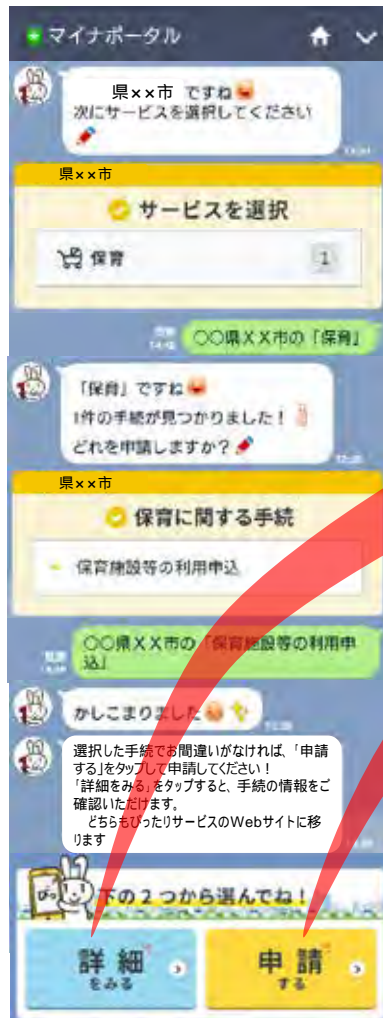 マイナポータル
県××市 ですね
次にサービスを選択してください
県××市
サービスを選択
保育
1
〇〇県××市の「保育」
「保育」ですね
1件の手続が見つかりました！
どれを申請しますか？
県××市
保育に関する手続
保育施設等の利用申込
〇〇県××市の「保育施設等の利用申
込」
かしこまりました
選択した手続でお間違いがなければ、「申請
する」をタップして申請してください！
「詳細をみる」をタップすると、手続の情報をご
確認いただけます。
どちらもぴったりサービスのWebサイトに移
ります
下の2つから選んでね！
詳細
をみる
申請
する